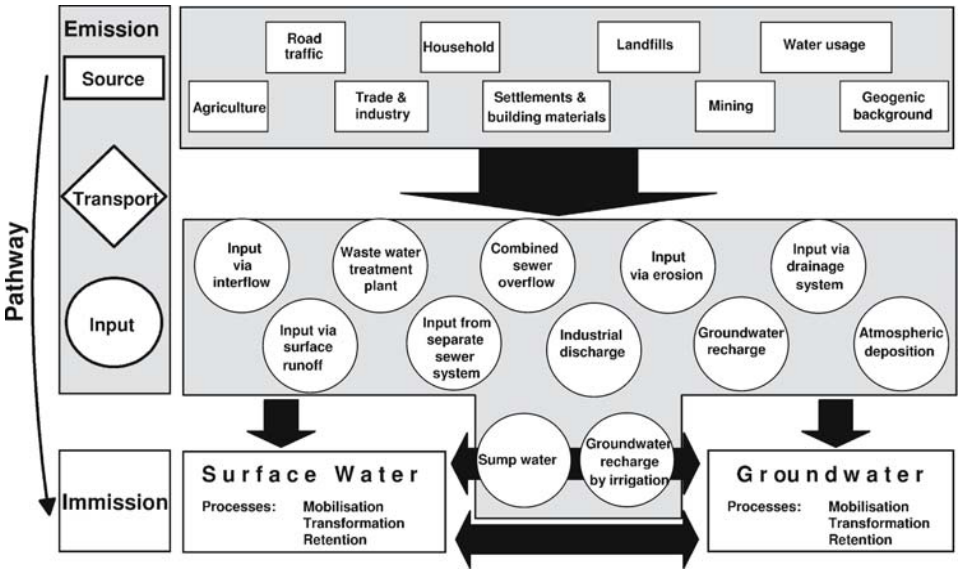 Pathway
Emission
Source
Transport
Input
Immission
Road
traffic
Household
Landfills
Water usage
Agriculture
Trade &
industry
Settlements &
building materials
Mining
Geogenic
background
Input
via
interflow
Waste water
treatment
plant
Combined
sewer
overflow
Input
via erosion
Input via
drainage
system
Input via
surface
runoff
Input from
separate
sewer
system
Industrial
discharge
Groundwater
recharge
Atmospheric
deposition
Sump water
Groundwater
recharge
by irrigation
Surface Water
Processes: Mobilisation
Transformation
Retention
Groundwater
Processes: Mobilisation
Transformation
Retention